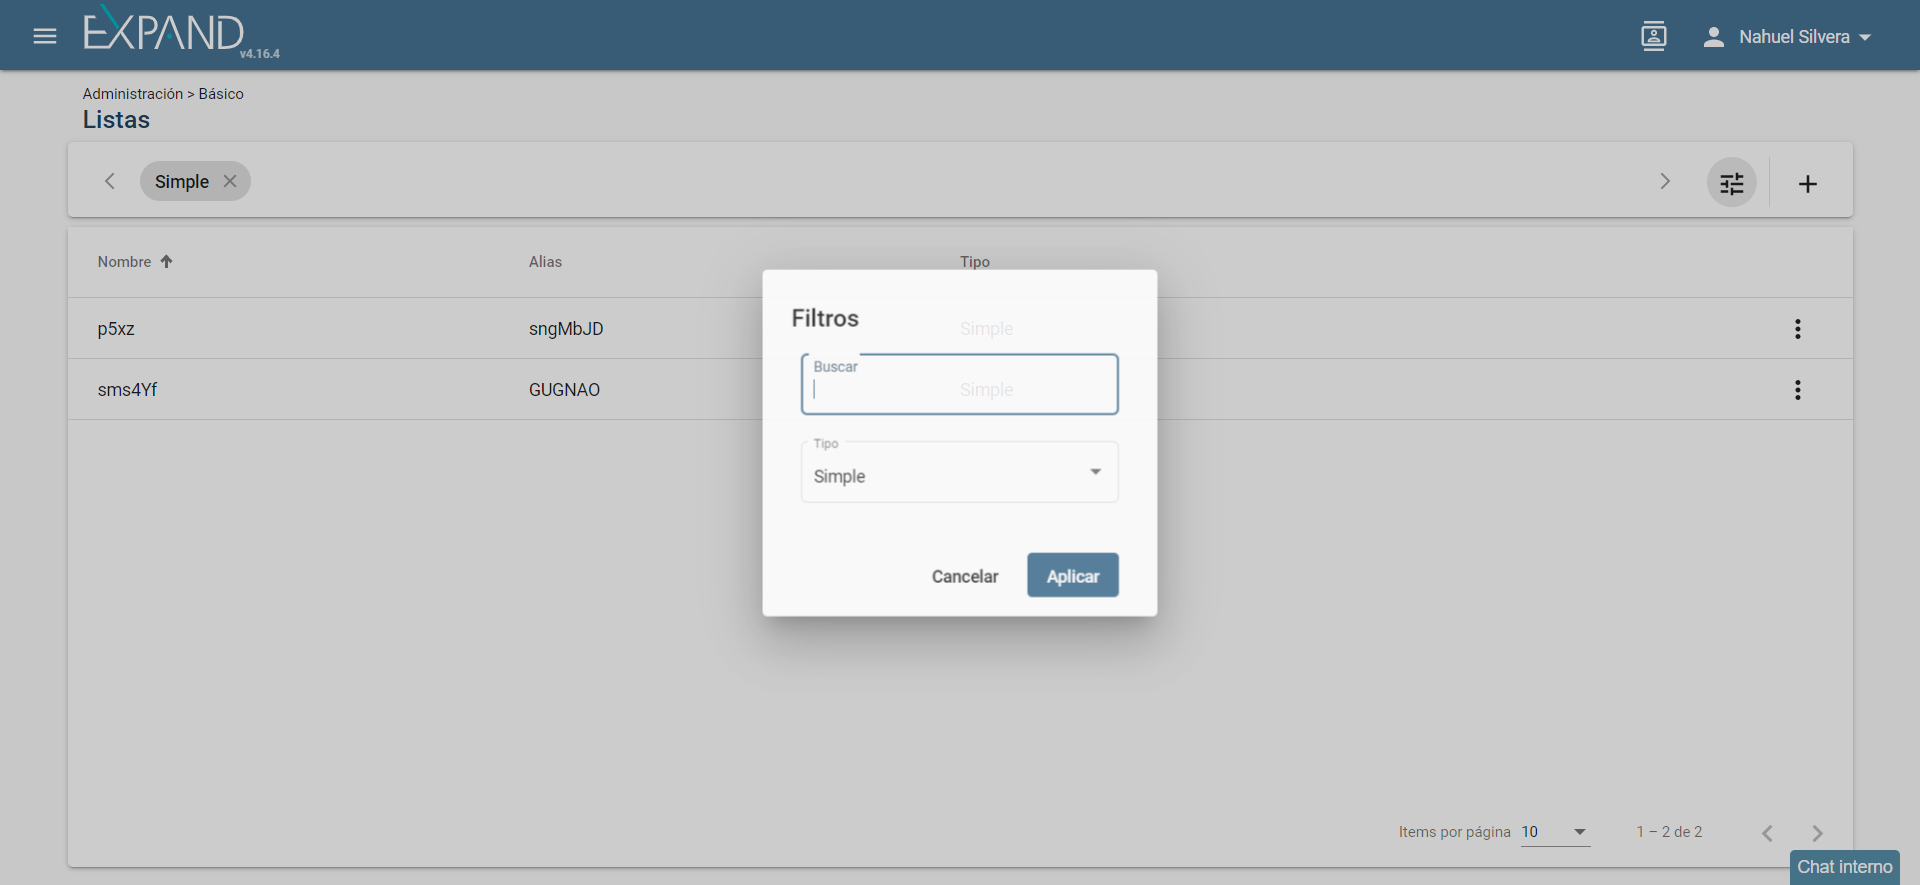 EXPAND
v4.16.4
Nahuel Silvera
Administración > Básico
Listas
Simple
Nombre Alias Tipo
p5xz sngMbJD Simple
sms4Yf GUGNAO Simple
Filtros
Buscar
Tipo
Simple
Cancelar Aplicar
Items por página 10 1 – 2 de 2
Chat interno